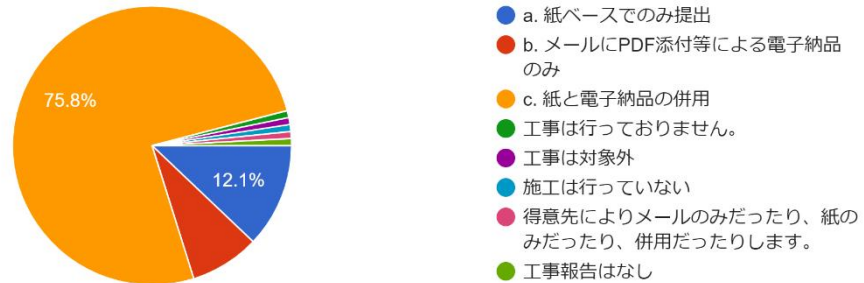 75.8%
12.1%
a. 紙ベースでのみ提出
b. メールにPDF添付等による電子納品
のみ
c. 紙と電子納品の併用
工事は行っておりません。
工事は対象外
施工は行っていない
得意先によりメールのみだったり、紙の
みだったり、併用だったりします。
工事報告はなし